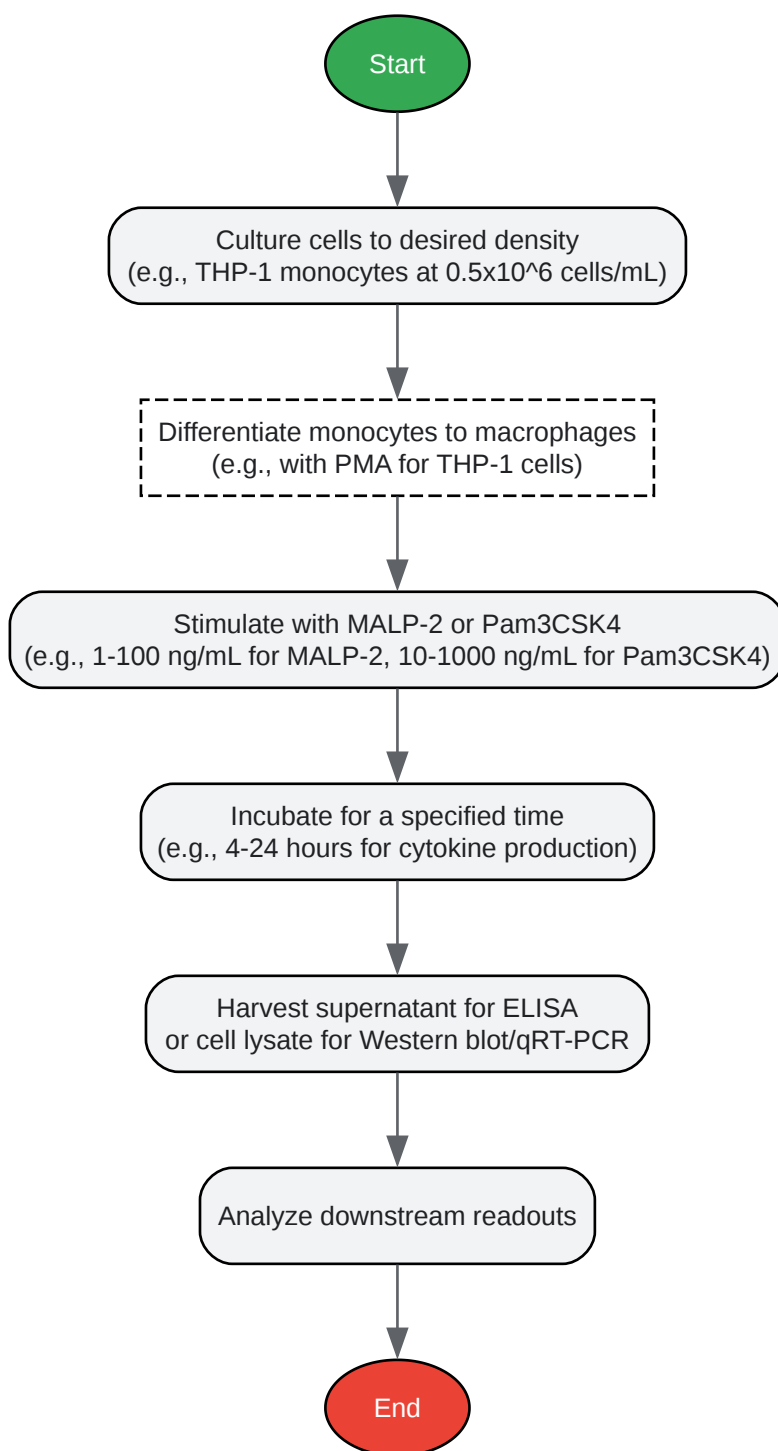 Start
Culture cells to desired density
(e.g., THP-1 monocytes at 0.5x10^6 cells/mL)
Differentiate monocytes to macrophages
(e.g., with PMA for THP-1 cells)
Stimulate with MALP-2 or Pam3CSK4
(e.g., 1-100 ng/mL for MALP-2, 10-1000 ng/mL for Pam3CSK4)
Incubate for a specified time
(e.g., 4-24 hours for cytokine production)
Harvest supernatant for ELISA
or cell lysate for Western blot/qRT-PCR
Analyze downstream readouts
End